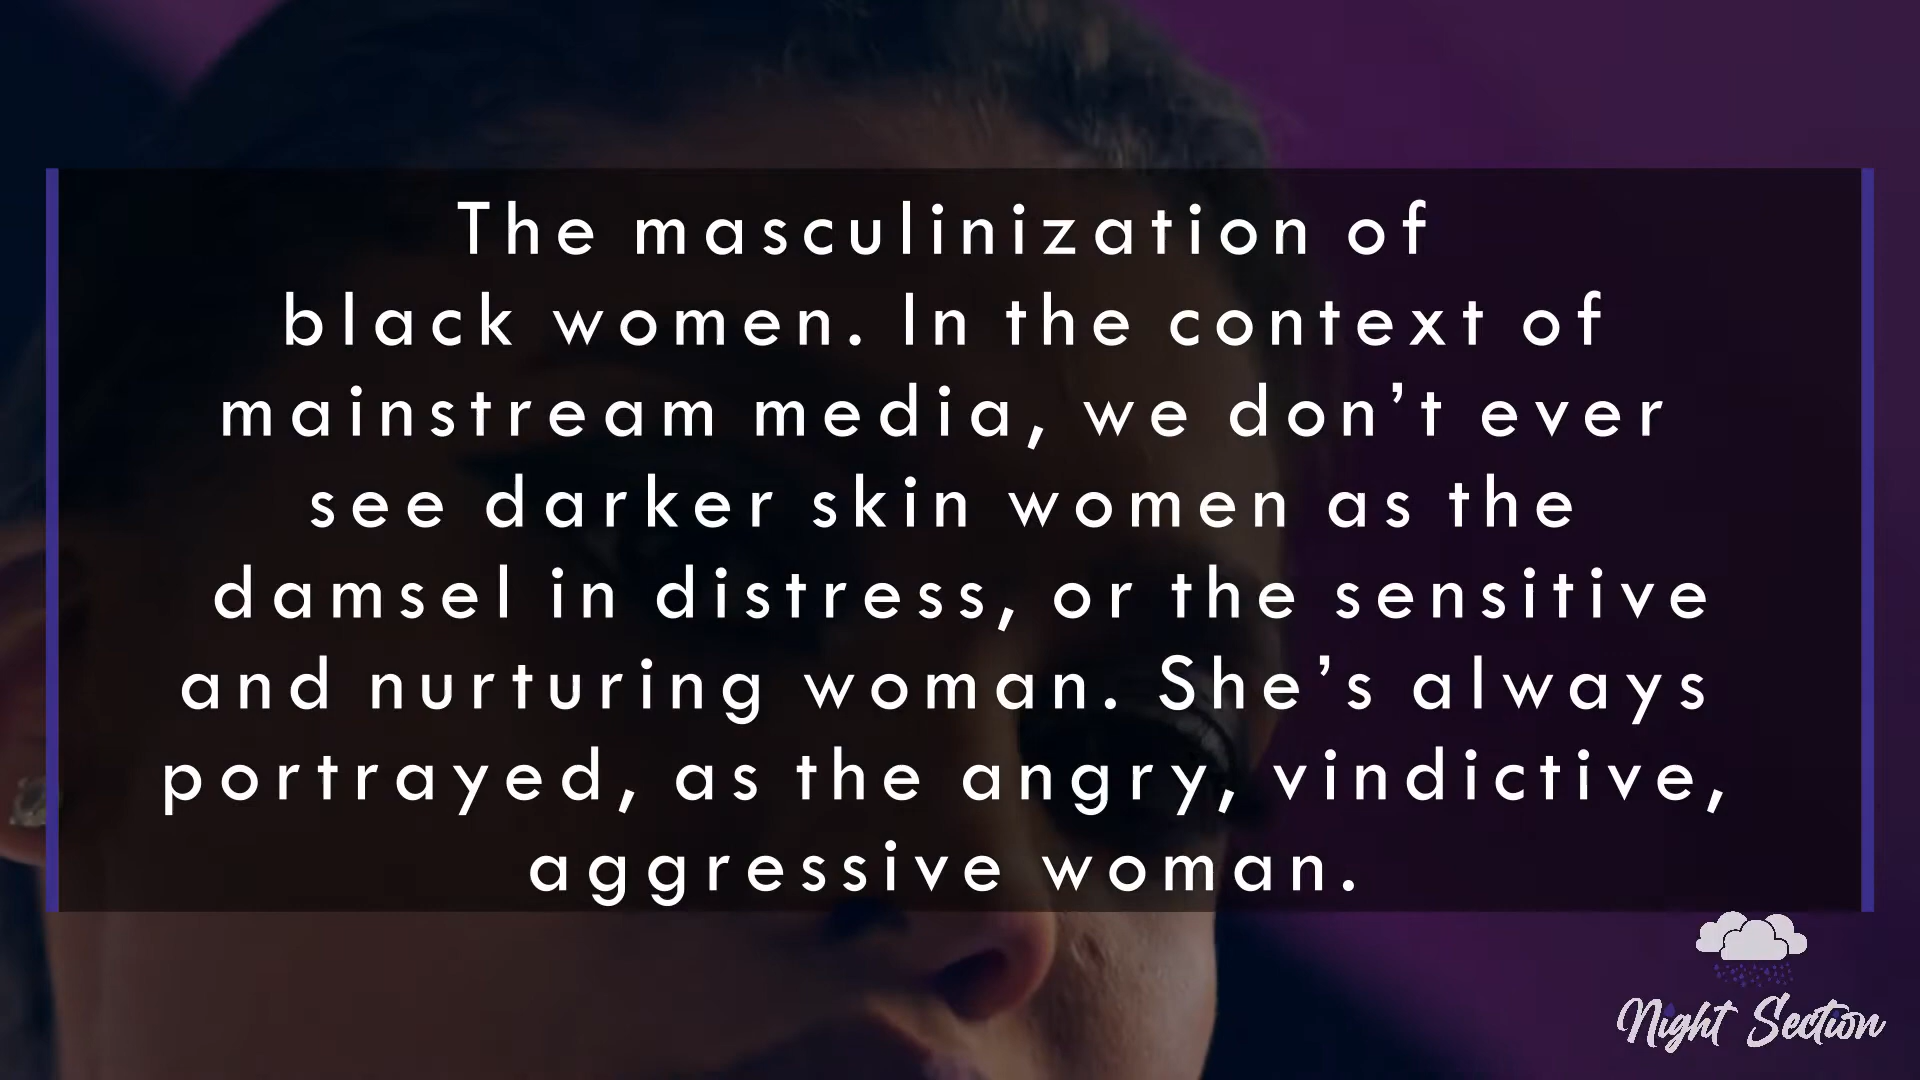 The masculinization of
black women. In the context of
mainstream media, we don’t ever
see darker skin women as the
damsel in distress, or the sensitive
and nurturing woman. She’s always
portrayed, as the angry, vindictive,
aggressive woman.
Night Section